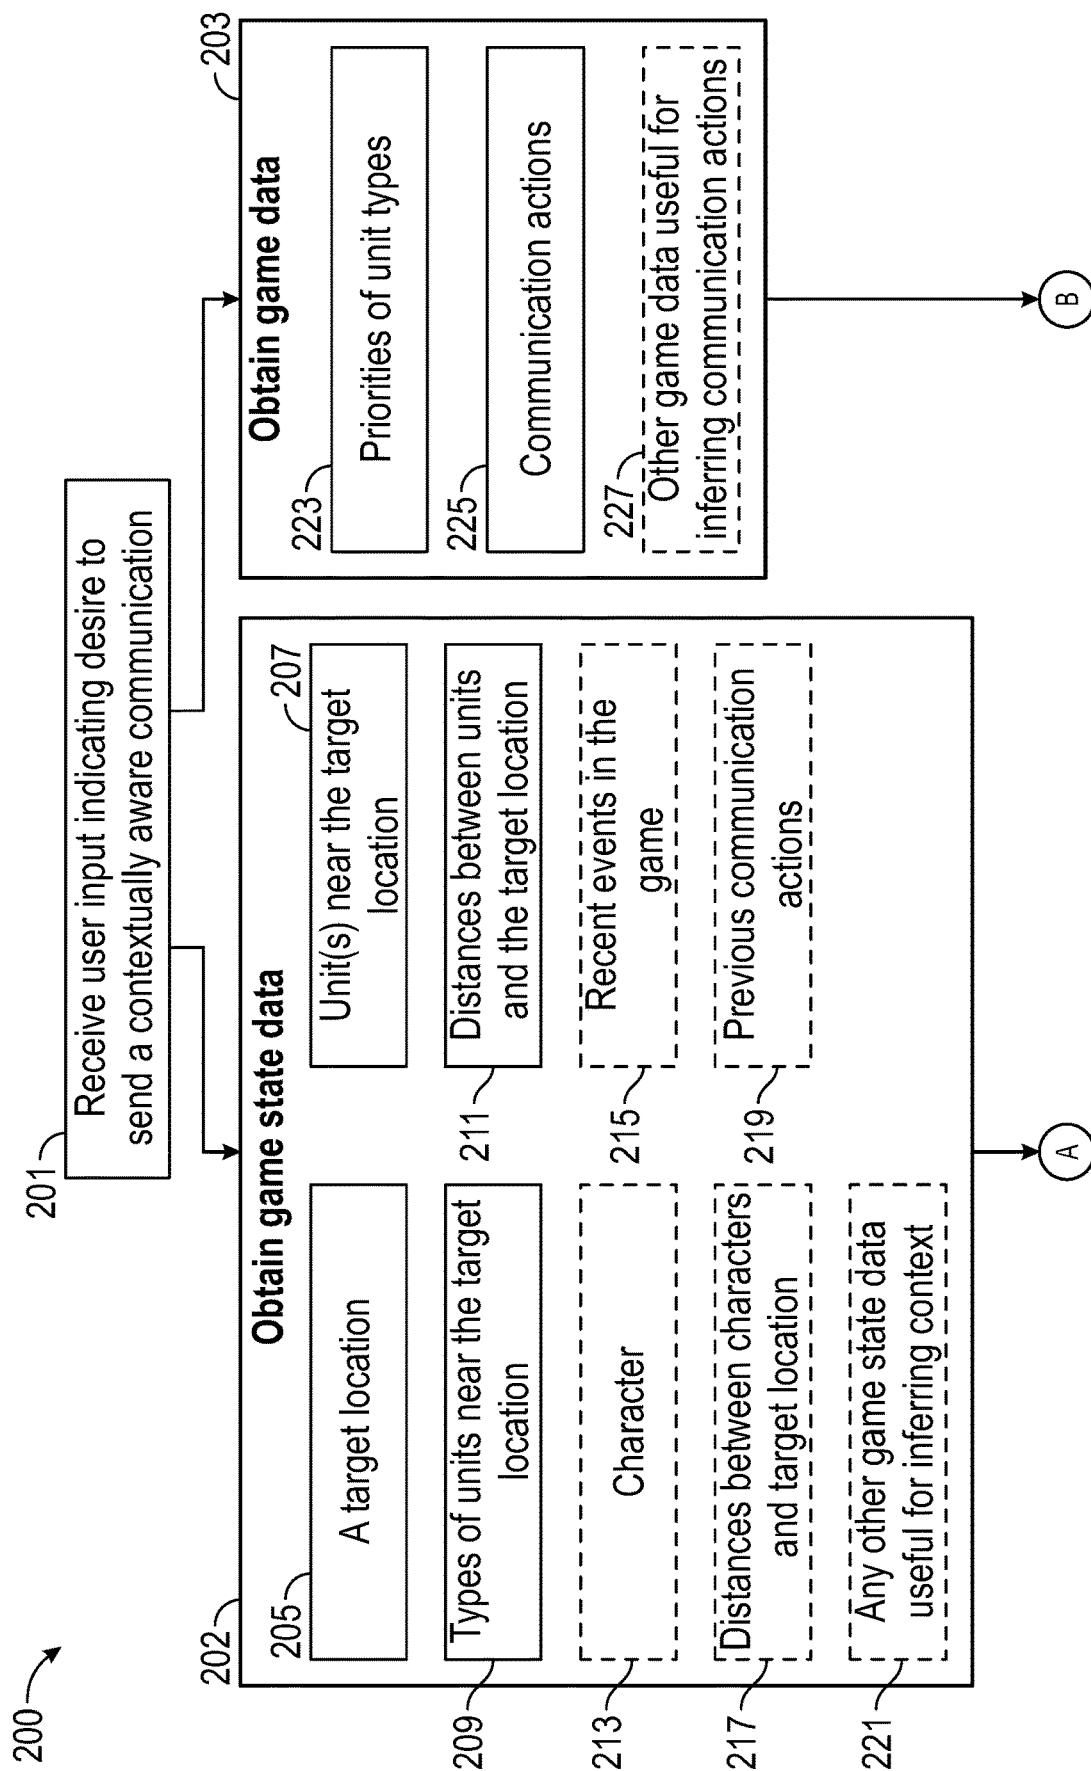 200
201
Receive user input indicating desire to
send a contextually aware communication
202
Obtain game state data
205
A target location
207
Unit(s) near the target
location
209
Types of units near the target
location
211
Distances between units
and the target location
213
Character
215
Recent events in the
game
217
Distances between characters
and target location
219
Previous communication
actions
221
Any other game state data
useful for inferring context
A
203
Obtain game data
223
Priorities of unit types
225
Communication actions
227
Other game data useful for
inferring communication actions
B